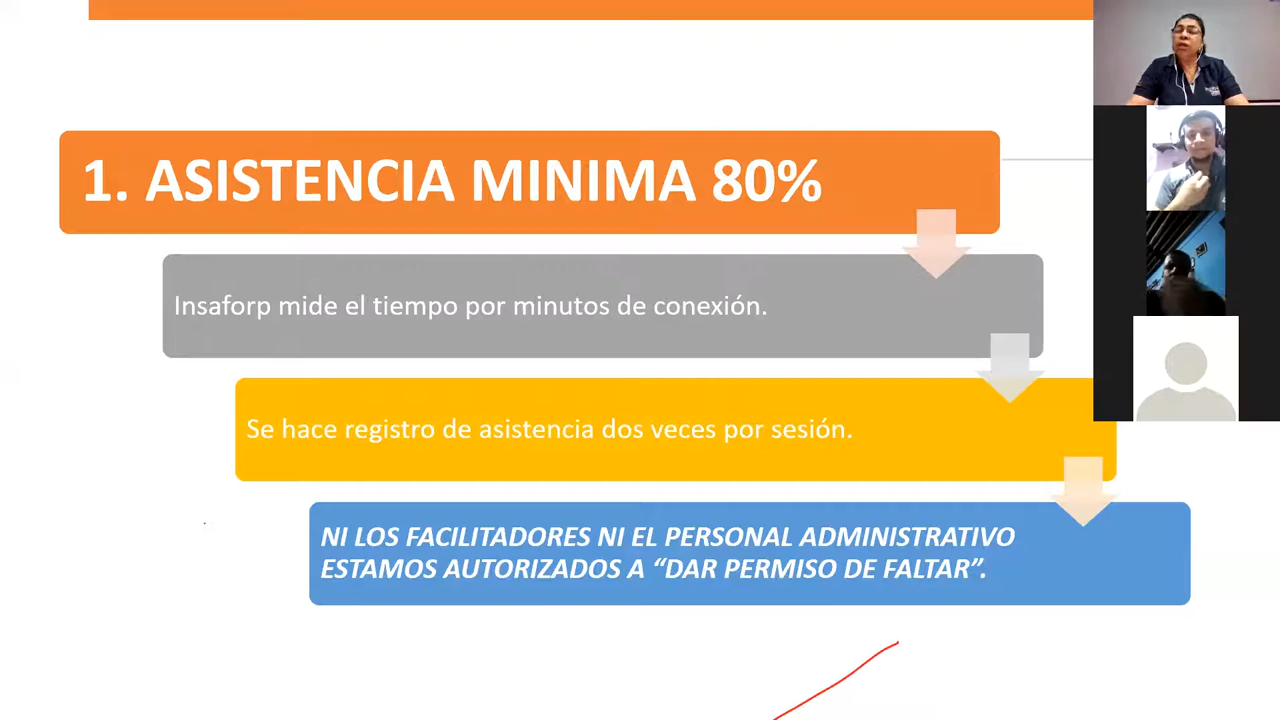 1. ASISTENCIA MINIMA 80%
Insaforp mide el tiempo por minutos de conexión.
Se hace registro de asistencia dos veces por sesión.
NI LOS FACILITADORES NI EL PERSONAL ADMINISTRATIVO
ESTAMOS AUTORIZADOS A “DAR PERMISO DE FALTAR”.